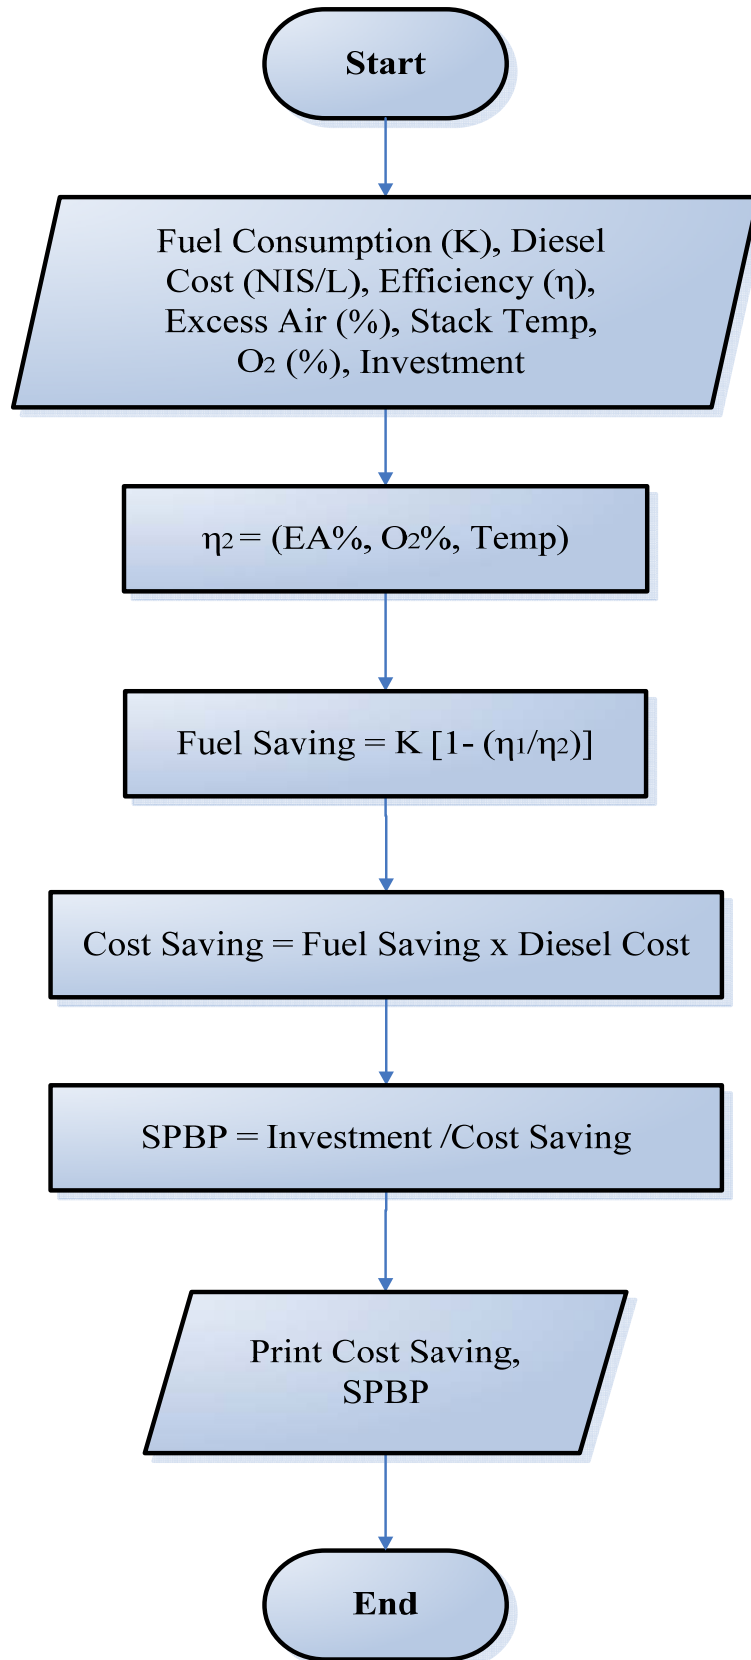 Start
Fuel Consumption (K), Diesel
Cost (NIS/L), Efficiency (η),
Excess Air (%), Stack Temp,
O₂ (%), Investment
η₂ = (EA%, O₂%, Temp)
Fuel Saving = K [1- (η₁/η₂)]
Cost Saving = Fuel Saving x Diesel Cost
SPBP = Investment /Cost Saving
Print Cost Saving,
SPBP
End